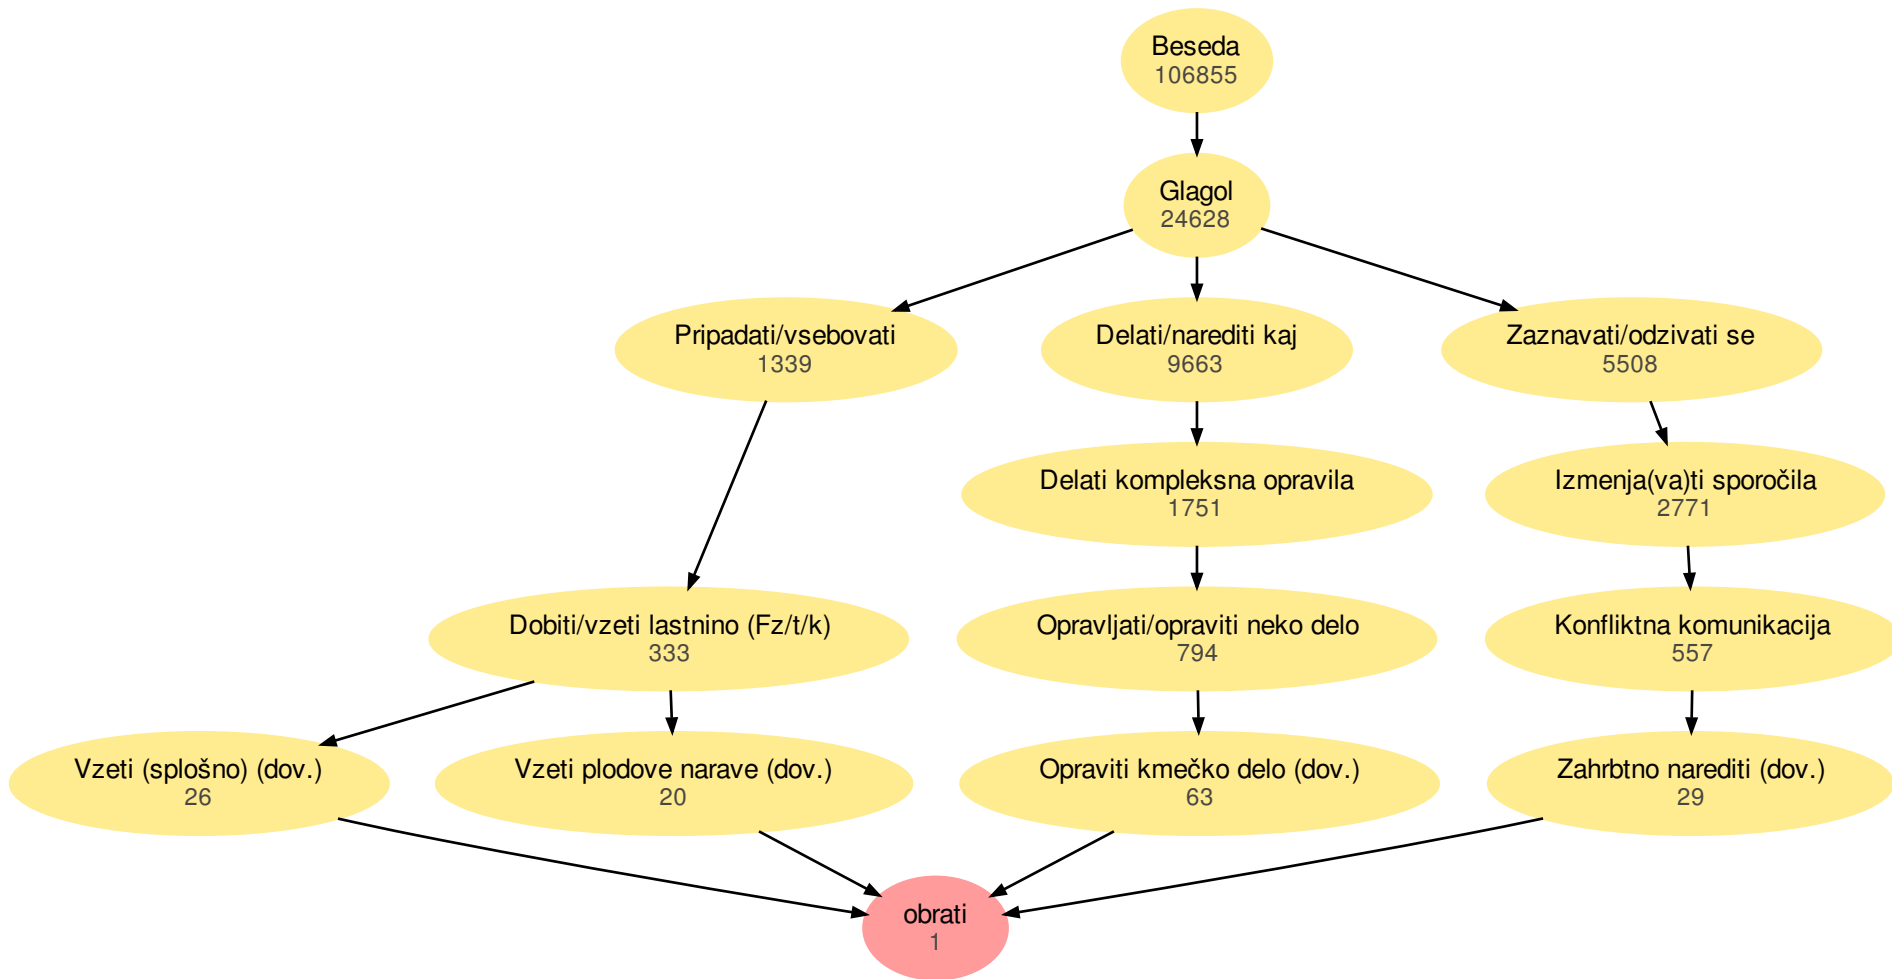 Beseda
106855
Glagol
24628
Pripadati/vsebovati
1339
Delati/narediti kaj
9663
Zaznavati/odzivati se
5508
Delati kompleksna opravila
1751
Izmenja(va)ti sporočila
2771
Dobiti/vzeti lastnino (Fz/t/k)
333
Opravljati/opraviti neko delo
794
Konfliktna komunikacija
557
Vzeti (splošno) (dov.)
26
Vzeti plodove narave (dov.)
20
Opraviti kmečko delo (dov.)
63
Zahrbtno narediti (dov.)
29
obrati
1